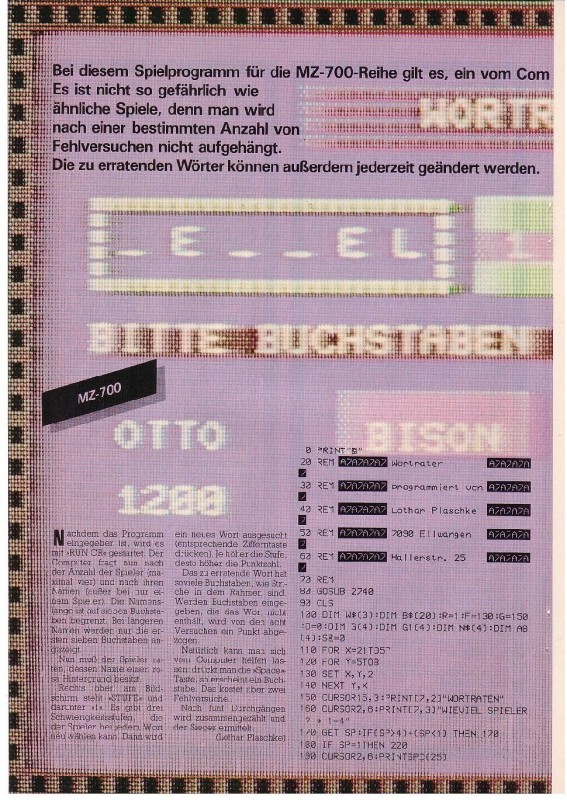 Bei diesem Spielprogramm für die MZ-700-Reihe gilt es, ein vom Com
Es ist nicht so gefährlich wie
ähnliche Spiele, denn man wird
nach einer bestimmten Anzahl von
Fehlversuchen nicht aufgehängt.
Die zu erratenden Wörter können außerdem jederzeit geändert werden.
WORTR
_ E _ _ E L 1
BITTE BUCHSTABEN
MZ-700
OTTO BISON
1200
Nachdem das Programm
eingegeben ist, wird es
mit »RUN CR« gestartet. Der
Computer fragt nun nach
der Anzahl der Spieler (ma-
ximal vier) und nach ihren
Namen (außer bei nur ei-
nem Spieler). Die Namens-
länge ist auf sieben Buchsta-
ben begrenzt. Bei längeren
Namen werden nur die er-
sten sieben Buchstaben an-
gezeigt.
Nun muß der Spieler ra-
ten, dessen Name einen ro-
sa Hintergrund besitzt.
Rechts über am Bild-
schirm steht »STUFE« und
darunter »1«. Es gibt drei
Schwierigkeitsstufen, die
der Spieler bei jedem Wort
neu wählen kann. Dann wird
ein neues Wort ausgesucht
(entsprechende Zifferntaste
drücken). Je höher die Stufe,
desto höher die Punktzahl.
Das zu erratende Wort hat
soviele Buchstaben, wie Stri-
che in dem Rahmen sind.
Werden Buchstaben einge-
geben, die das Wort nicht
enthält, wird von den acht
Versuchen ein Punkt abge-
zogen.
Natürlich kann man sich
vom Computer helfen las-
sen: drückt man die »Space«-
Taste, so erscheint ein Buch-
stabe. Das kostet aber zwei
Fehlversuche.
Nach fünf Durchgängen
wird zusammengezählt und
der Sieger ermittelt.
(Lothar Plaschke)
0 PRINT"
20 REM Wortrater
30 REM programmiert von
40 REM Lothar Plaschke
50 REM 7090 Ellwangen
60 REM Hallerstr. 25
70 REM
80 GOSUB 2740
90 CLS
100 DIM W$(3):DIM B$(20):R=1:F=130:G=150
:O=0:DIM S(4):DIM G1(4):DIM N$(4):DIM AB
(4):S8=0
110 FOR X=21TO57
120 FOR Y=5TO8
130 SET X,Y,2
140 NEXT Y,X
150 CURSOR15,3:PRINT[7,2]"WORTRATEN"
160 CURSOR2,6:PRINT[7,3]"WIEVIEL SPIELER
? * 1-4"
170 GET SP:IF(SP>4)+(SP<1) THEN 170
180 IF SP=1THEN 220
190 CURSOR2,6:PRINTSPC(25)